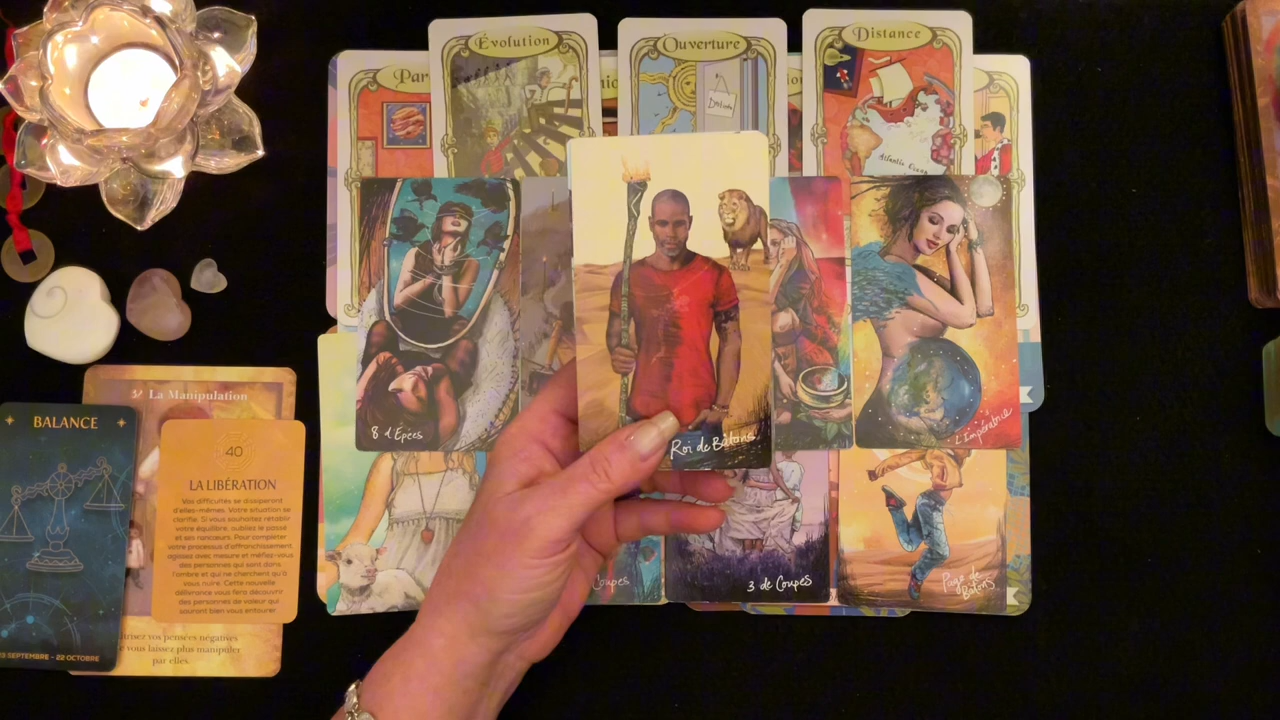 Évolution
Ouverture
Distance
Par
Atlantic Ocean
8 d'Épées
Roi de Bâtons
L'Impératrice
La Manipulation
BALANCE
40
LA LIBÉRATION
Vos difficultés se dissiperont
d'elles-mêmes. Votre situation se
clarifie. Si vous souhaitez rétablir
votre équilibre, oubliez le passé
et ses rancœurs. Pour compléter
votre processus d'affranchissement,
agissez avec mesure et méfiez-vous
des personnes qui sont dans
l'ombre et qui ne cherchent qu'à
vous nuire. Cette nouvelle
délivrance vous fera découvrir
des personnes de valeur qui
sauront bien vous entourer.
risez vos pensées négatives
e vous laissez plus manipuler
par elles.
23 SEPTEMBRE - 22 OCTOBRE
Coupes
3 de Coupes
Page de
Batons